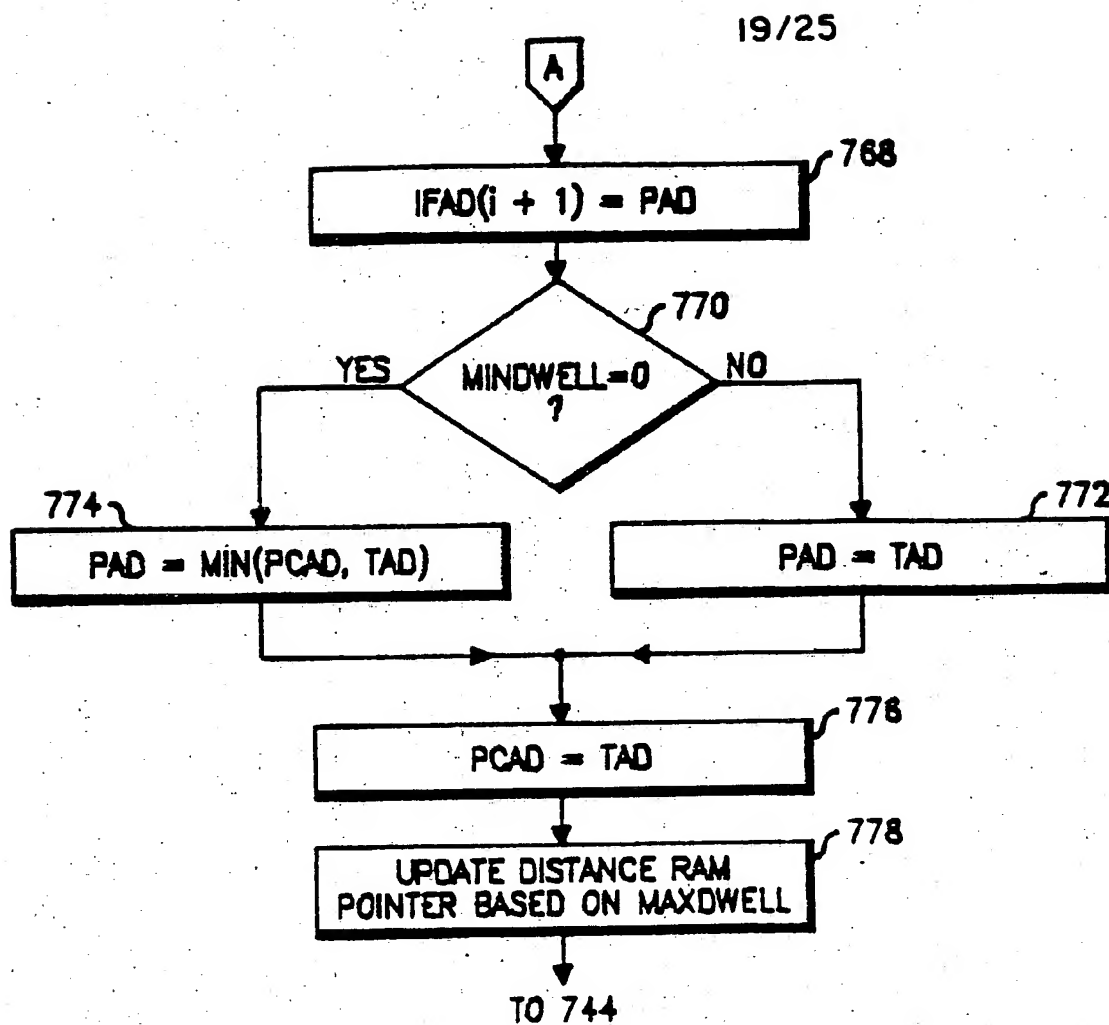 19/25
A
768
IFAD(i + 1) = PAD
770
YES
MINDWELL=0
NO
?
774
772
PAD = MIN(PCAD, TAD)
PAD = TAD
778
PCAD = TAD
778
UPDATE DISTANCE RAM
POINTER BASED ON MAXDWELL
TO 744